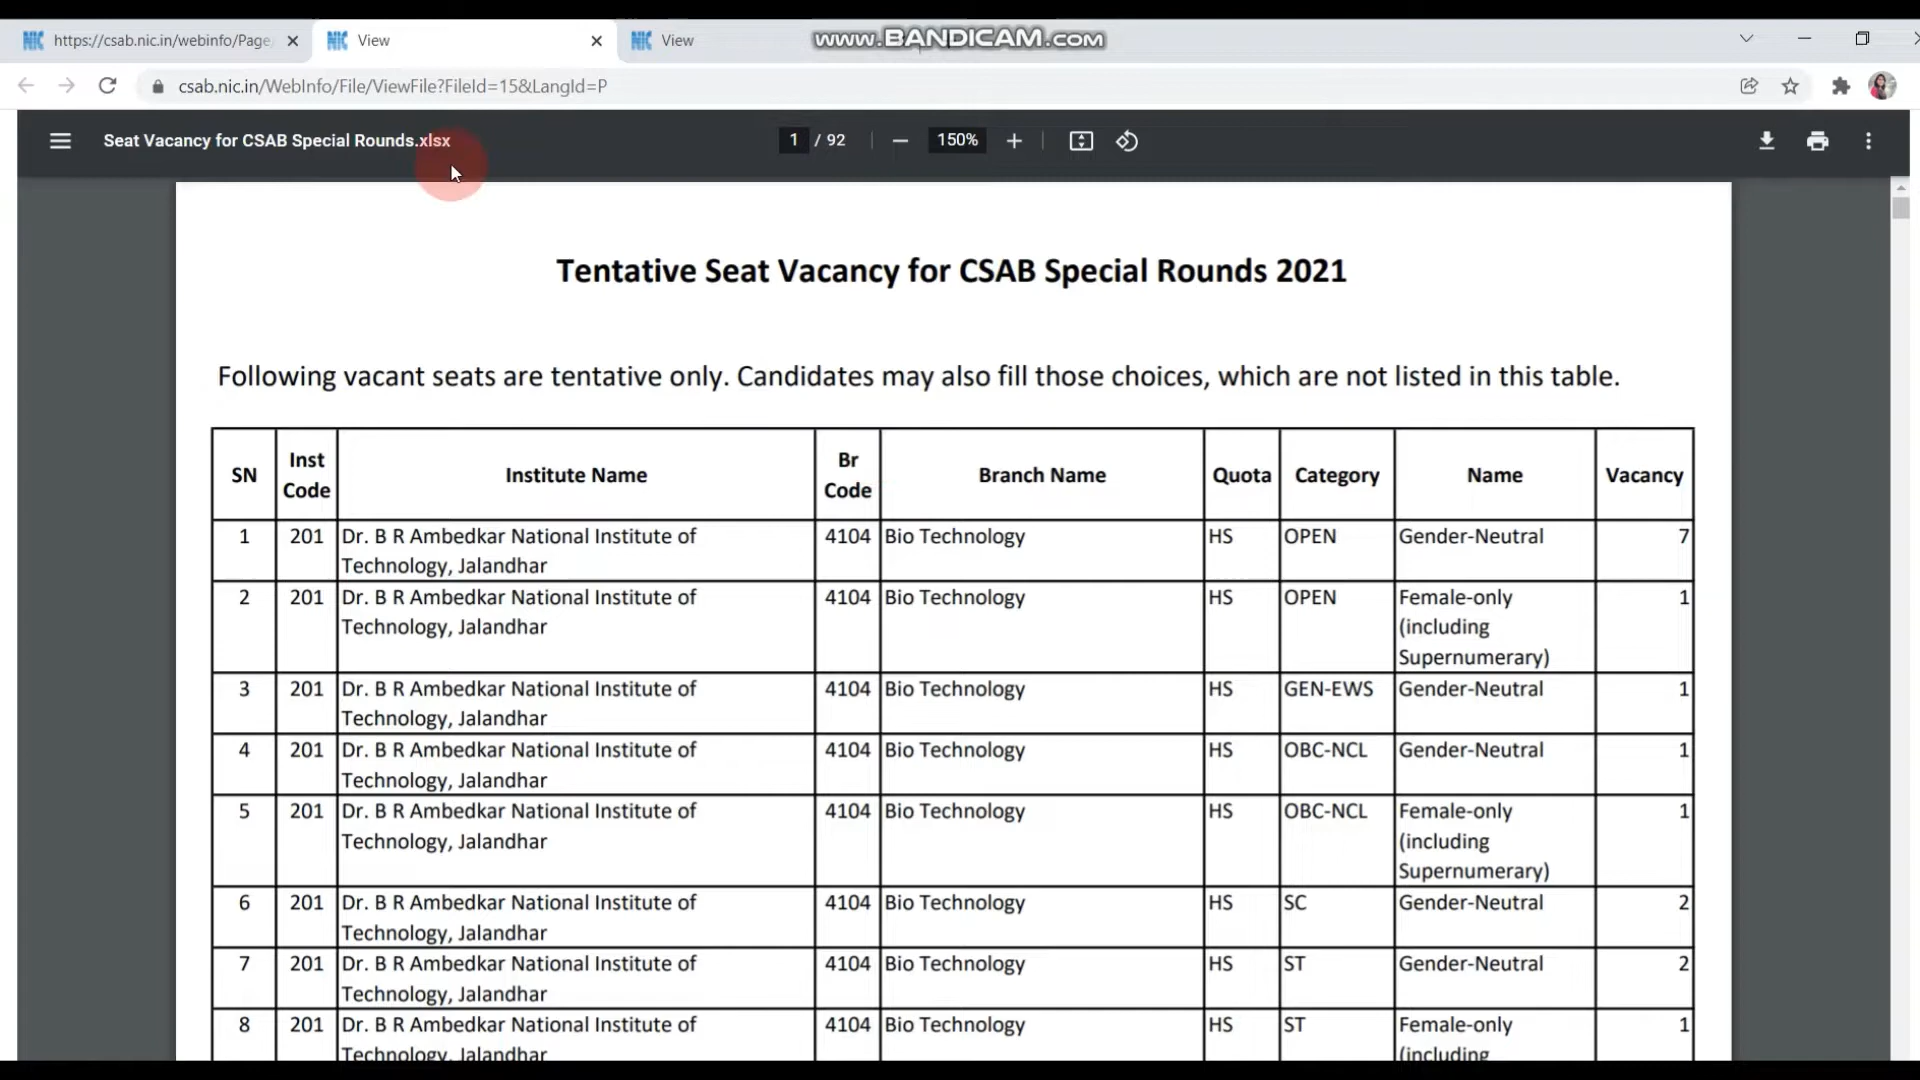 https://csab.nic.in/webinfo/Page
View
View
www.BANDICAM.com
csab.nic.in/WebInfo/File/ViewFile?FileId=15&LangId=P
Seat Vacancy for CSAB Special Rounds.xlsx
1 / 92
150%
Tentative Seat Vacancy for CSAB Special Rounds 2021
Following vacant seats are tentative only. Candidates may also fill those choices, which are not listed in this table.
SN Inst Code Institute Name Br Code Branch Name Quota Category Name Vacancy
1 201 Dr. B R Ambedkar National Institute of 4104 Bio Technology HS OPEN Gender-Neutral 7
Technology, Jalandhar
2 201 Dr. B R Ambedkar National Institute of 4104 Bio Technology HS OPEN Female-only 1
Technology, Jalandhar (including
Supernumerary)
3 201 Dr. B R Ambedkar National Institute of 4104 Bio Technology HS GEN-EWS Gender-Neutral 1
Technology, Jalandhar
4 201 Dr. B R Ambedkar National Institute of 4104 Bio Technology HS OBC-NCL Gender-Neutral 1
Technology, Jalandhar
5 201 Dr. B R Ambedkar National Institute of 4104 Bio Technology HS OBC-NCL Female-only 1
Technology, Jalandhar (including
Supernumerary)
6 201 Dr. B R Ambedkar National Institute of 4104 Bio Technology HS SC Gender-Neutral 2
Technology, Jalandhar
7 201 Dr. B R Ambedkar National Institute of 4104 Bio Technology HS ST Gender-Neutral 2
Technology, Jalandhar
8 201 Dr. B R Ambedkar National Institute of 4104 Bio Technology HS ST Female-only 1
Technology, Jalandhar (including